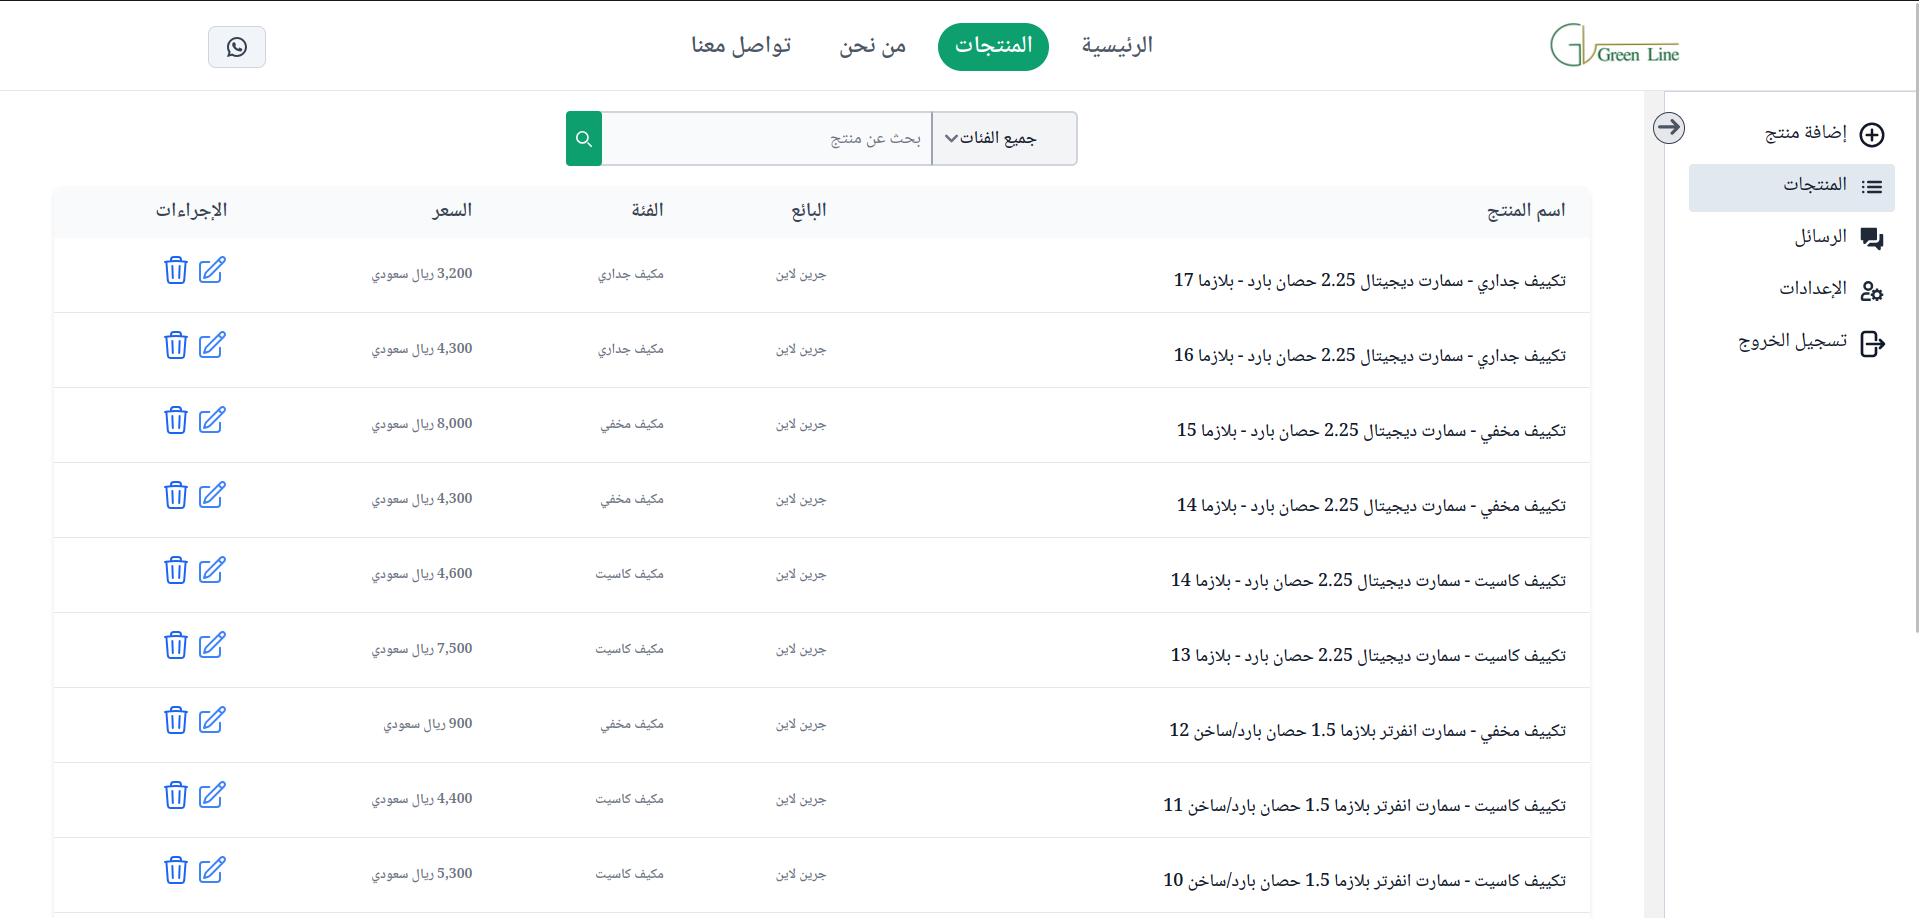 Green Line
الرئيسية المنتجات من نحن تواصل معنا
إضافة منتج
المنتجات
الرسائل
الإعدادات
تسجيل الخروج
جميع الفئات بحث عن منتج
اسم المنتج البائع الفئة السعر الإجراءات
تكييف جداري - سمارت ديجيتال 2.25 حصان بارد - بلازما 17 جرين لاين مكيف جداري 3,200 ريال سعودي
تكييف جداري - سمارت ديجيتال 2.25 حصان بارد - بلازما 16 جرين لاين مكيف جداري 4,300 ريال سعودي
تكييف مخفي - سمارت ديجيتال 2.25 حصان بارد - بلازما 15 جرين لاين مكيف مخفي 8,000 ريال سعودي
تكييف مخفي - سمارت ديجيتال 2.25 حصان بارد - بلازما 14 جرين لاين مكيف مخفي 4,300 ريال سعودي
تكييف كاسيت - سمارت ديجيتال 2.25 حصان بارد - بلازما 14 جرين لاين مكيف كاسيت 4,600 ريال سعودي
تكييف كاسيت - سمارت ديجيتال 2.25 حصان بارد - بلازما 13 جرين لاين مكيف كاسيت 7,500 ريال سعودي
تكييف مخفي - سمارت انفرتر بلازما 1.5 حصان بارد/ساخن 12 جرين لاين مكيف مخفي 900 ريال سعودي
تكييف كاسيت - سمارت انفرتر بلازما 1.5 حصان بارد/ساخن 11 جرين لاين مكيف كاسيت 4,400 ريال سعودي
تكييف كاسيت - سمارت انفرتر بلازما 1.5 حصان بارد/ساخن 10 جرين لاين مكيف كاسيت 5,300 ريال سعودي